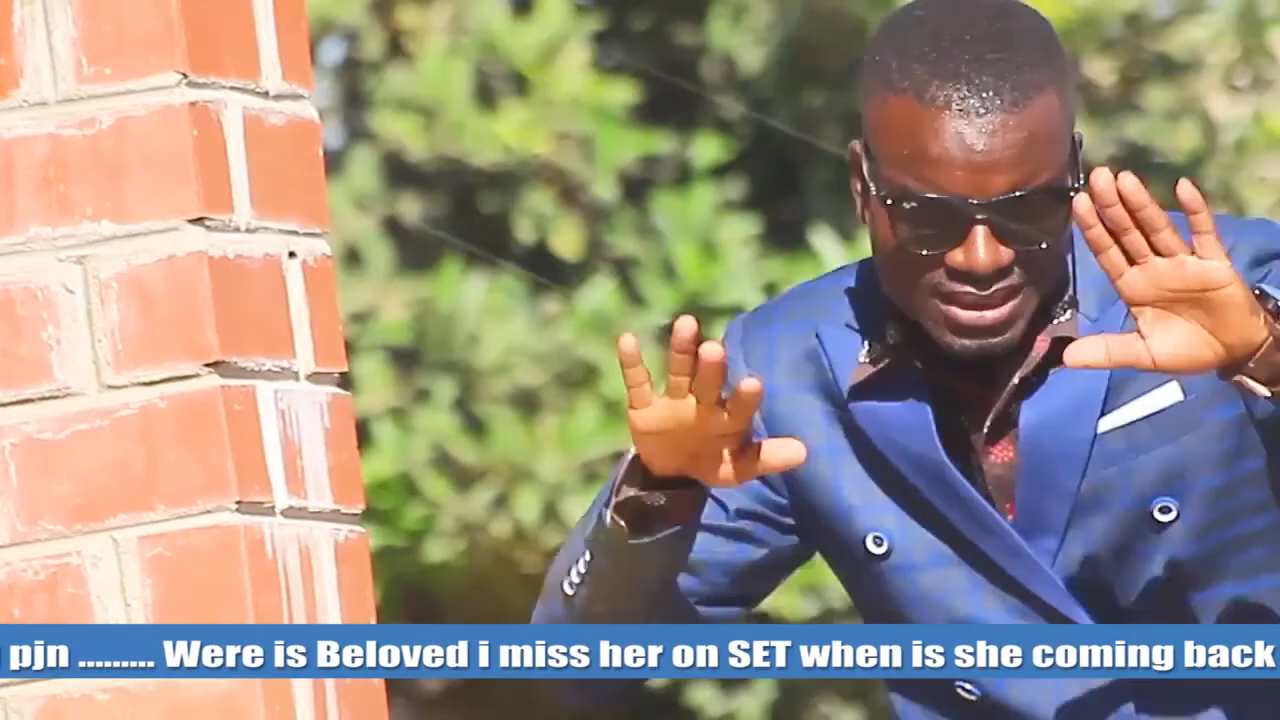 pjn ......... Were is Beloved i miss her on SET when is she coming back